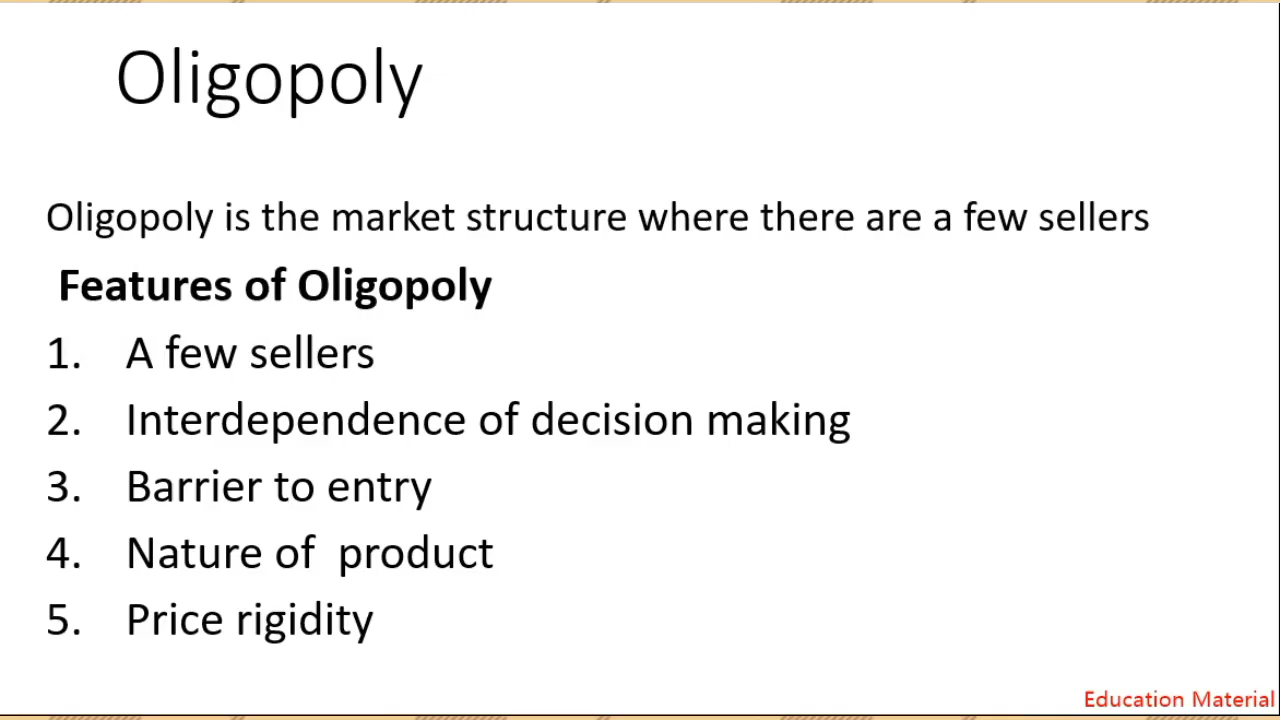 Oligopoly
Oligopoly is the market structure where there are a few sellers
Features of Oligopoly
1. A few sellers
2. Interdependence of decision making
3. Barrier to entry
4. Nature of  product
5. Price rigidity
Education Material